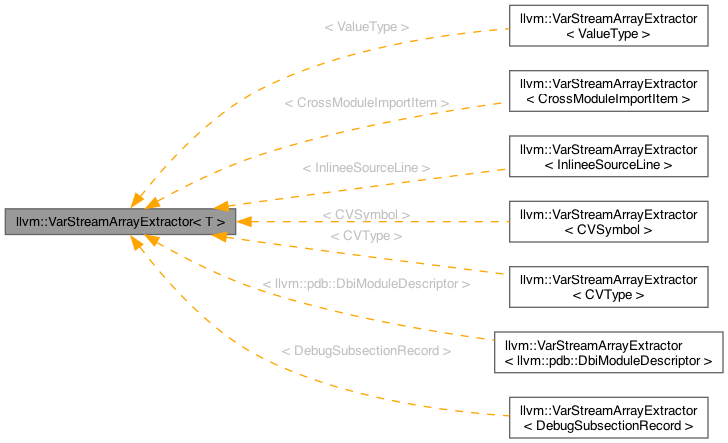 llvm::VarStreamArrayExtractor
< ValueType >
< ValueType >
llvm::VarStreamArrayExtractor
< CrossModuleImportItem >
< CrossModuleImportItem >
llvm::VarStreamArrayExtractor
< InlineeSourceLine >
< InlineeSourceLine >
llvm::VarStreamArrayExtractor< T >
< CVSymbol >
llvm::VarStreamArrayExtractor
< CVSymbol >
< CVType >
llvm::VarStreamArrayExtractor
< CVType >
< llvm::pdb::DbiModuleDescriptor >
llvm::VarStreamArrayExtractor
< llvm::pdb::DbiModuleDescriptor >
< DebugSubsectionRecord >
llvm::VarStreamArrayExtractor
< DebugSubsectionRecord >